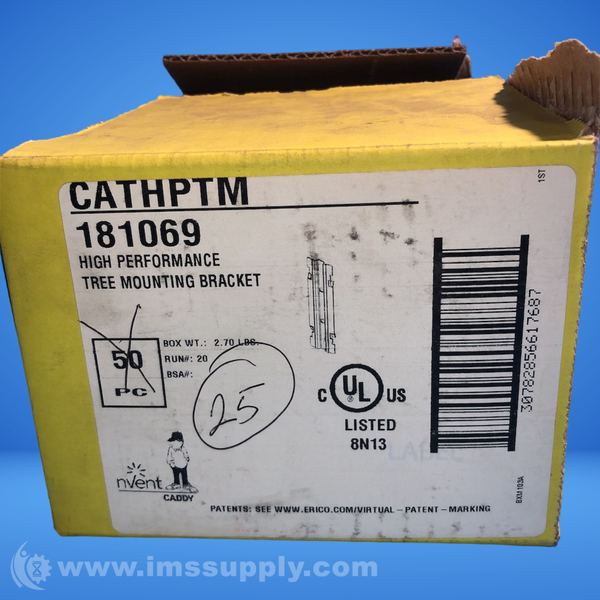 CATHPTM
181069
HIGH PERFORMANCE
TREE MOUNTING BRACKET
50
PC
BOX WT.: 2.70 LBS.
RUN#: 20
BSA#:
25
C UL US
LISTED
8N13
nVent
CADDY
PATENTS: SEE WWW.ERICO.COM/VIRTUAL - PATENT - MARKING
1ST
30782856617687
BXM103A
www.imssupply.com/